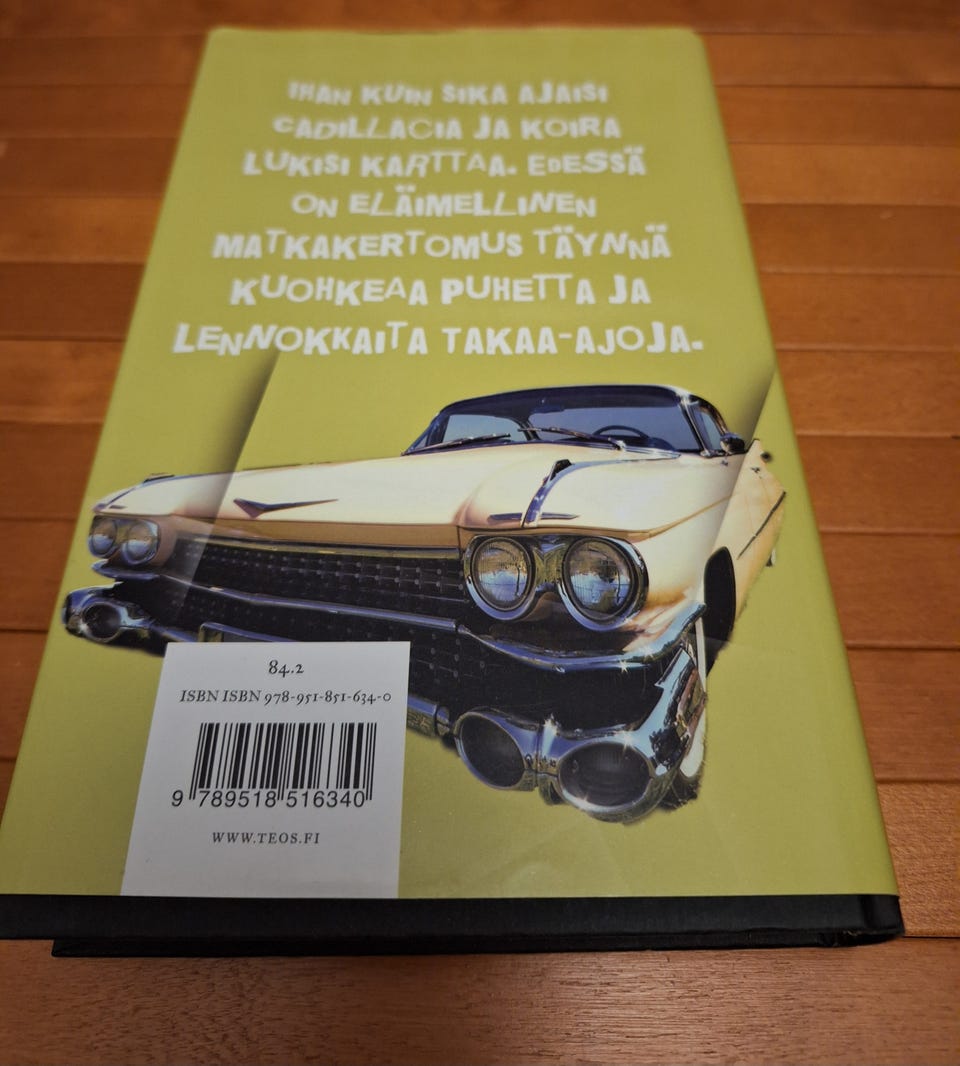 IHAN KUIN SIKA AJAISI
CADILLACIA JA KOIRA
LUKISI KARTTAA. EDESSÄ
ON ELÄIMELLINEN
MATKAKERTOMUS TÄYNNÄ
KUOHKEAA PUHETTA JA
LENNOKKAITA TAKAA-AJOJA.
84.2
ISBN ISBN 978-951-851-634-0
9 789518 516340
WWW.TEOS.FI